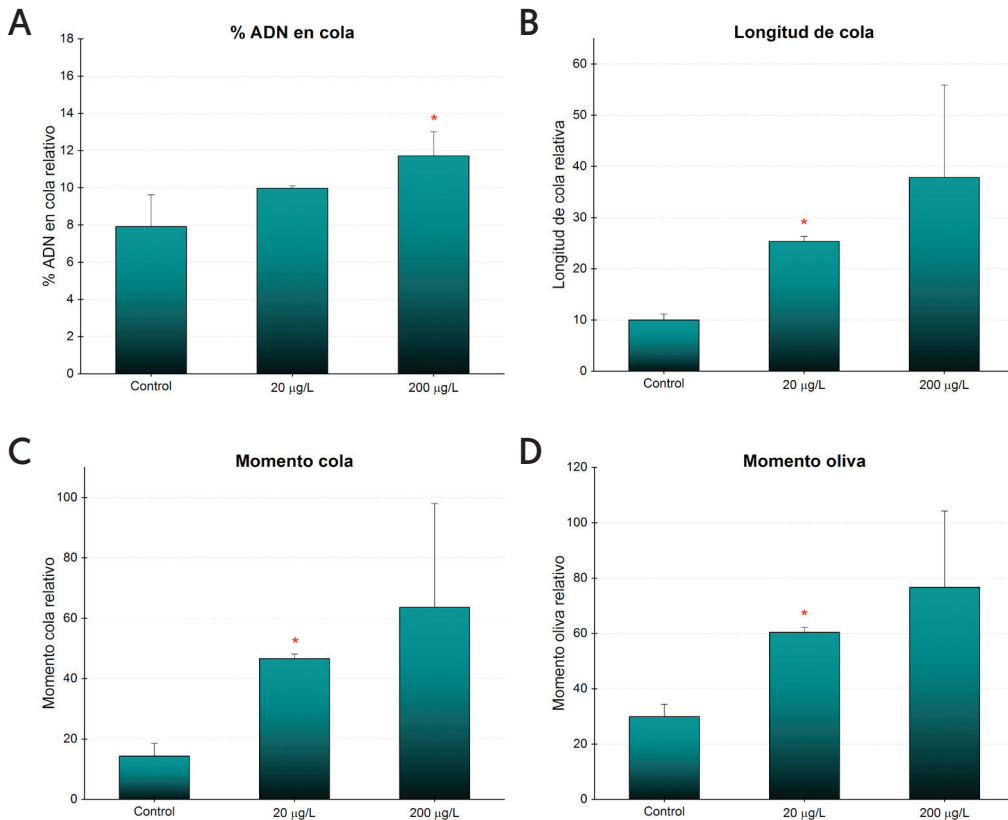 A
% ADN en cola
% ADN en cola relativo
18
16
14
12
10
8
6
4
2
0
*
Control
20 µg/L
200 µg/L
B
Longitud de cola
Longitud de cola relativa
60
50
40
30
20
10
0
*
Control
20 µg/L
200 µg/L
C
Momento cola
Momento cola relativo
100
80
60
40
20
0
*
Control
20 µg/L
200 µg/L
D
Momento oliva
Momento oliva relativo
120
100
80
60
40
20
0
*
Control
20 µg/L
200 µg/L